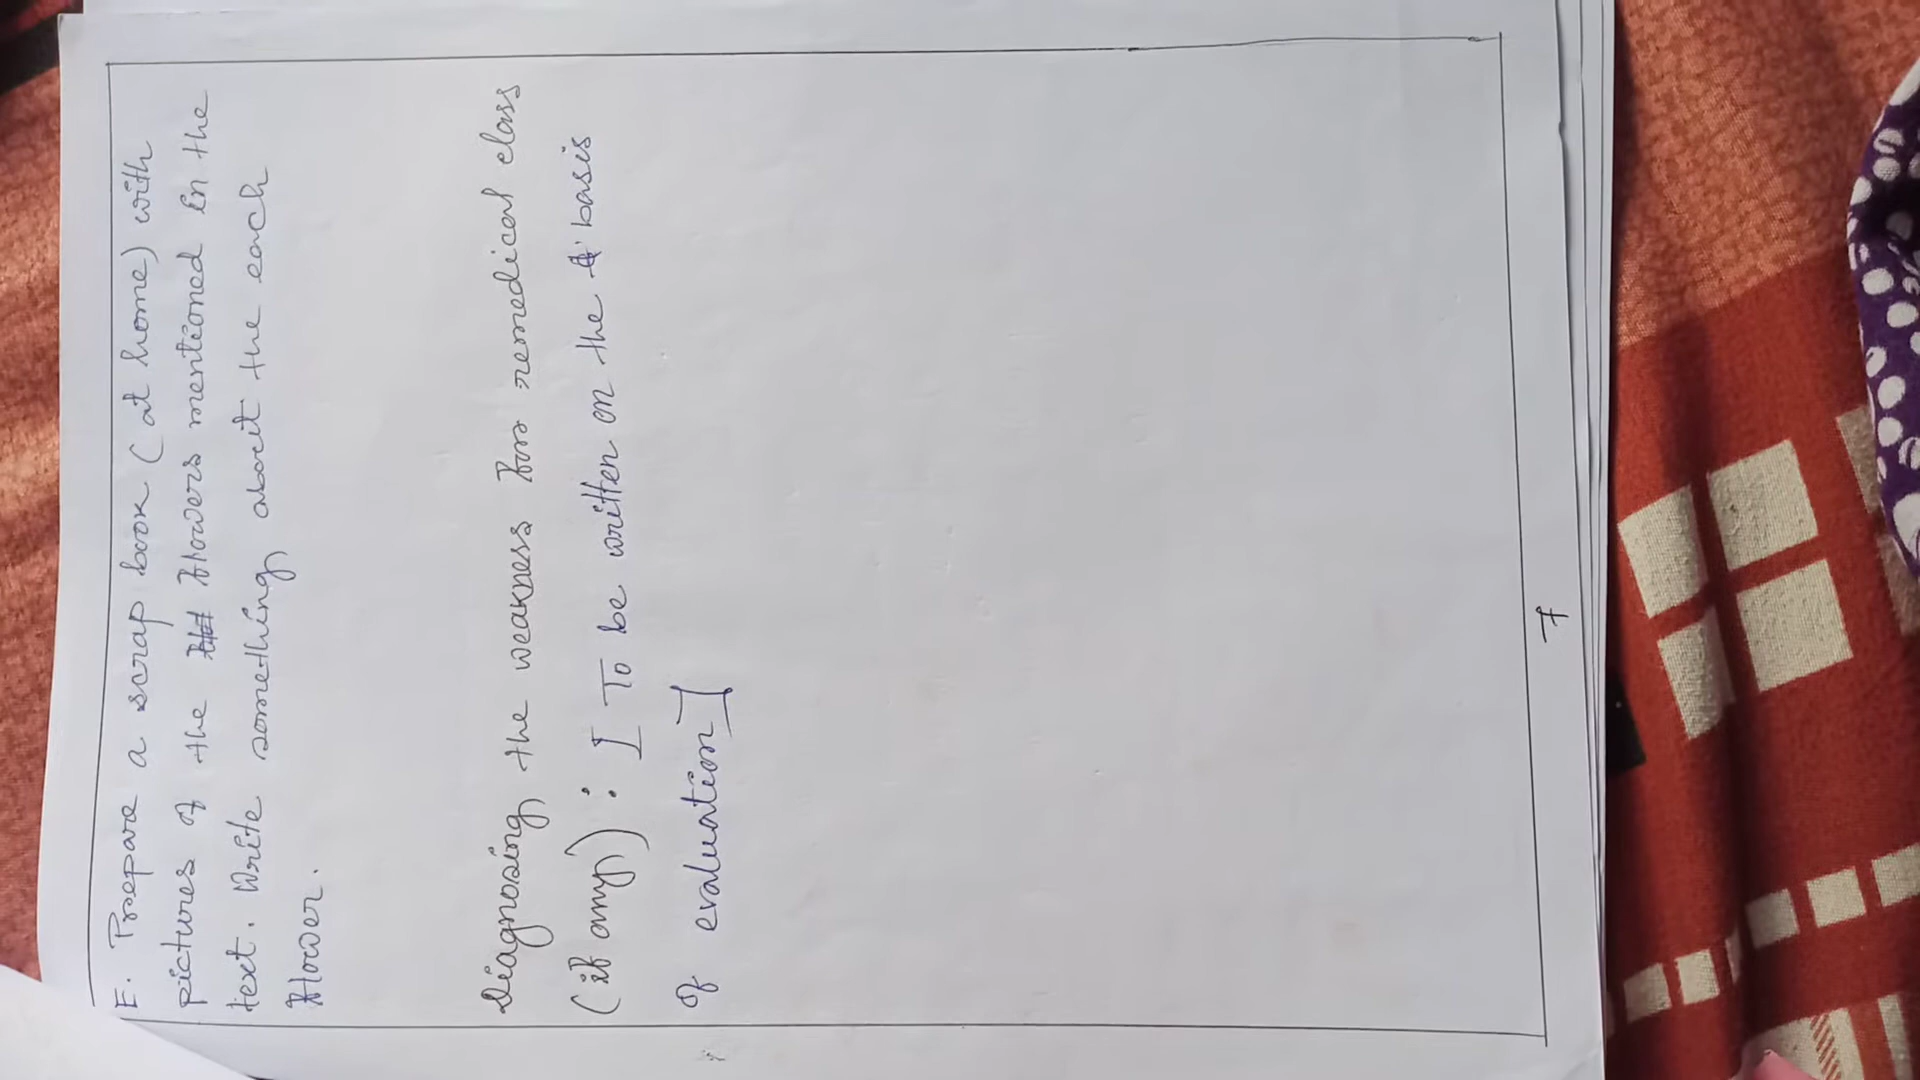 E. Prepare a scrap book (at home) with
pictures of the flowers mentioned in the
text. Write something about the each
flower.
Diagnosing the weakness for remedical class
(if any) : [ To be written on the basis
of evaluation]
7